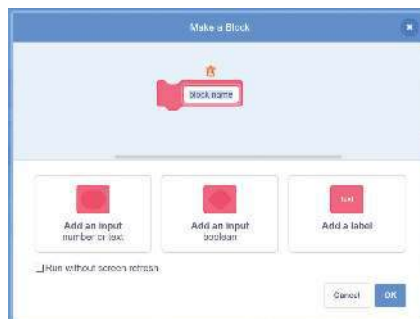 Make a Block
block name
Add an input
number or text
Add an input
boolean
text
Add a label
Run without screen refresh
Cancel
OK